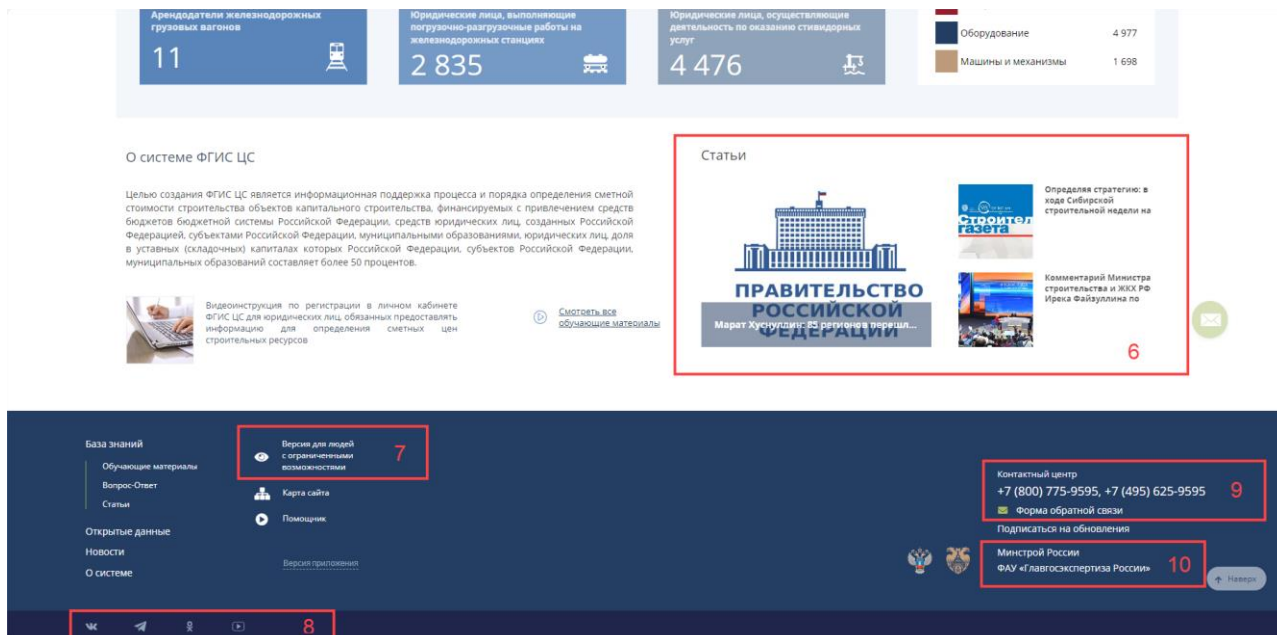 Арендодатели железнодорожных
грузовых вагонов
11
Юридические лица, выполняющие
погрузочно-разгрузочные работы на
железнодорожных станциях
2 835
Юридические лица, осуществляющие
деятельность по оказанию стивидорных
услуг
4 476
Оборудование 4 977
Машины и механизмы 1 698
О системе ФГИС ЦС
Целью создания ФГИС ЦС является информационная поддержка процесса и порядка определения сметной
стоимости строительства объектов капитального строительства, финансируемых с привлечением средств
бюджетов бюджетной системы Российской Федерации, средств юридических лиц, созданных Российской
Федерацией, субъектами Российской Федерации, муниципальными образованиями, юридических лиц, доля
в уставных (складочных) капиталах которых Российской Федерации, субъектов Российской Федерации,
муниципальных образований составляет более 50 процентов.
Видеоинструкция по регистрации в личном кабинете
ФГИС ЦС для юридических лиц, обязанных предоставлять
информацию для определения сметных цен
строительных ресурсов
Смотреть все
обучающие материалы
Статьи
ПРАВИТЕЛЬСТВО
РОССИЙСКОЙ
ФЕДЕРАЦИИ
Марат Хуснуллин: 85 регионов перешл...
Строител
газета
Определяя стратегию: в
ходе Сибирской
строительной недели на
Комментарий Министра
строительства и ЖКХ РФ
Ирека Файзуллина по
6
База знаний
Обучающие материалы
Вопрос-Ответ
Статьи
Открытые данные
Новости
О системе
Версия для людей
с ограниченными
возможностями
7
Карта сайта
Помощник
Версия приложения
Контактный центр
+7 (800) 775-9595, +7 (495) 625-9595
9
Форма обратной связи
Подписаться на обновления
Минстрой России
ФАУ «Главгосэкспертиза России»
10
Наверх
8